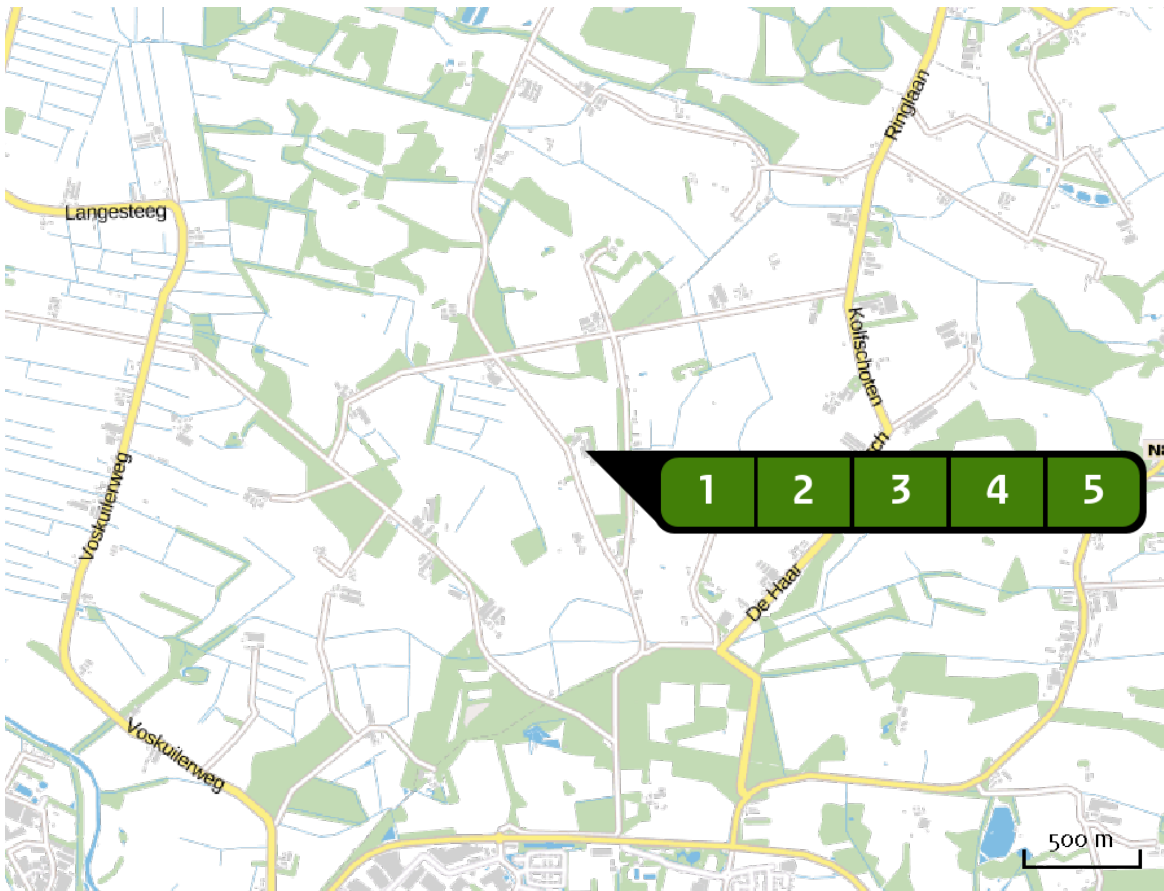 Ringlaan
Langesteeg
Kolfschoten
Voskuilerweg
1 2 3 4 5
De Haar
Voskuilerweg
500 m